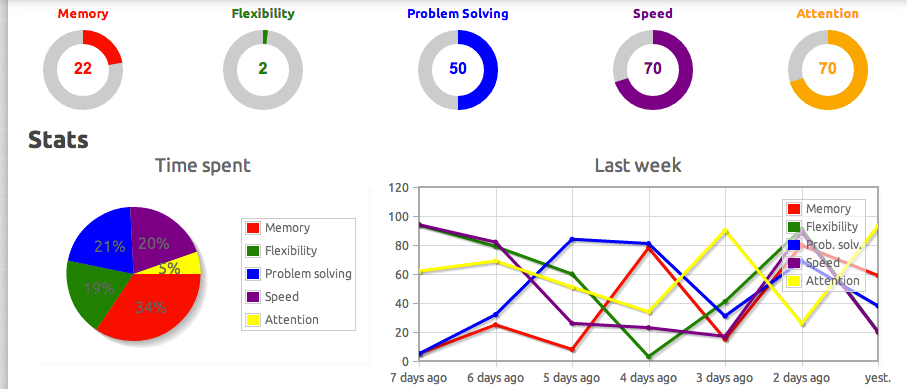 Memory Flexibility Problem Solving Speed Attention
22 2 50 70 70
Stats
Time spent
21% 20% 5% 19% 34%
Memory
Flexibility
Problem solving
Speed
Attention
Last week
120
100
80
60
40
20
0
Memory
Flexibility
Prob. solv.
Speed
Attention
7 days ago 6 days ago 5 days ago 4 days ago 3 days ago 2 days ago yest.